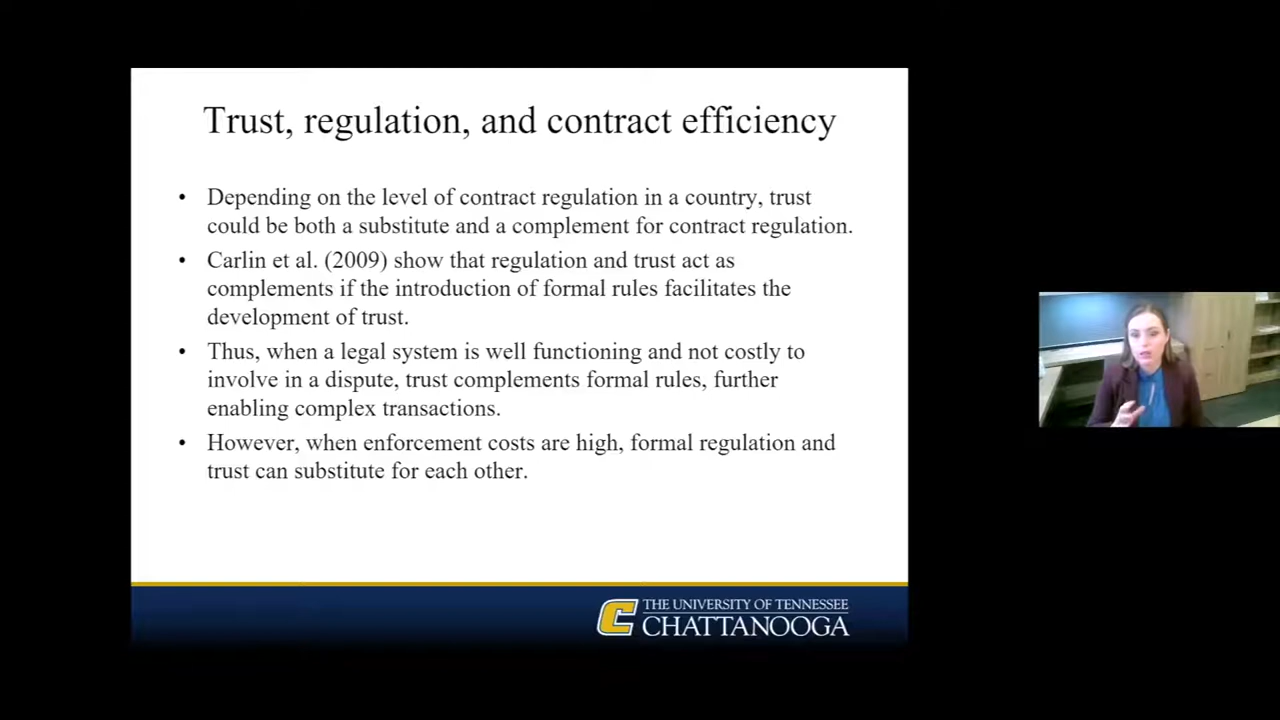 Trust, regulation, and contract efficiency
• Depending on the level of contract regulation in a country, trust
could be both a substitute and a complement for contract regulation.
• Carlin et al. (2009) show that regulation and trust act as
complements if the introduction of formal rules facilitates the
development of trust.
• Thus, when a legal system is well functioning and not costly to
involve in a dispute, trust complements formal rules, further
enabling complex transactions.
• However, when enforcement costs are high, formal regulation and
trust can substitute for each other.
C THE UNIVERSITY OF TENNESSEE
CHATTANOOGA